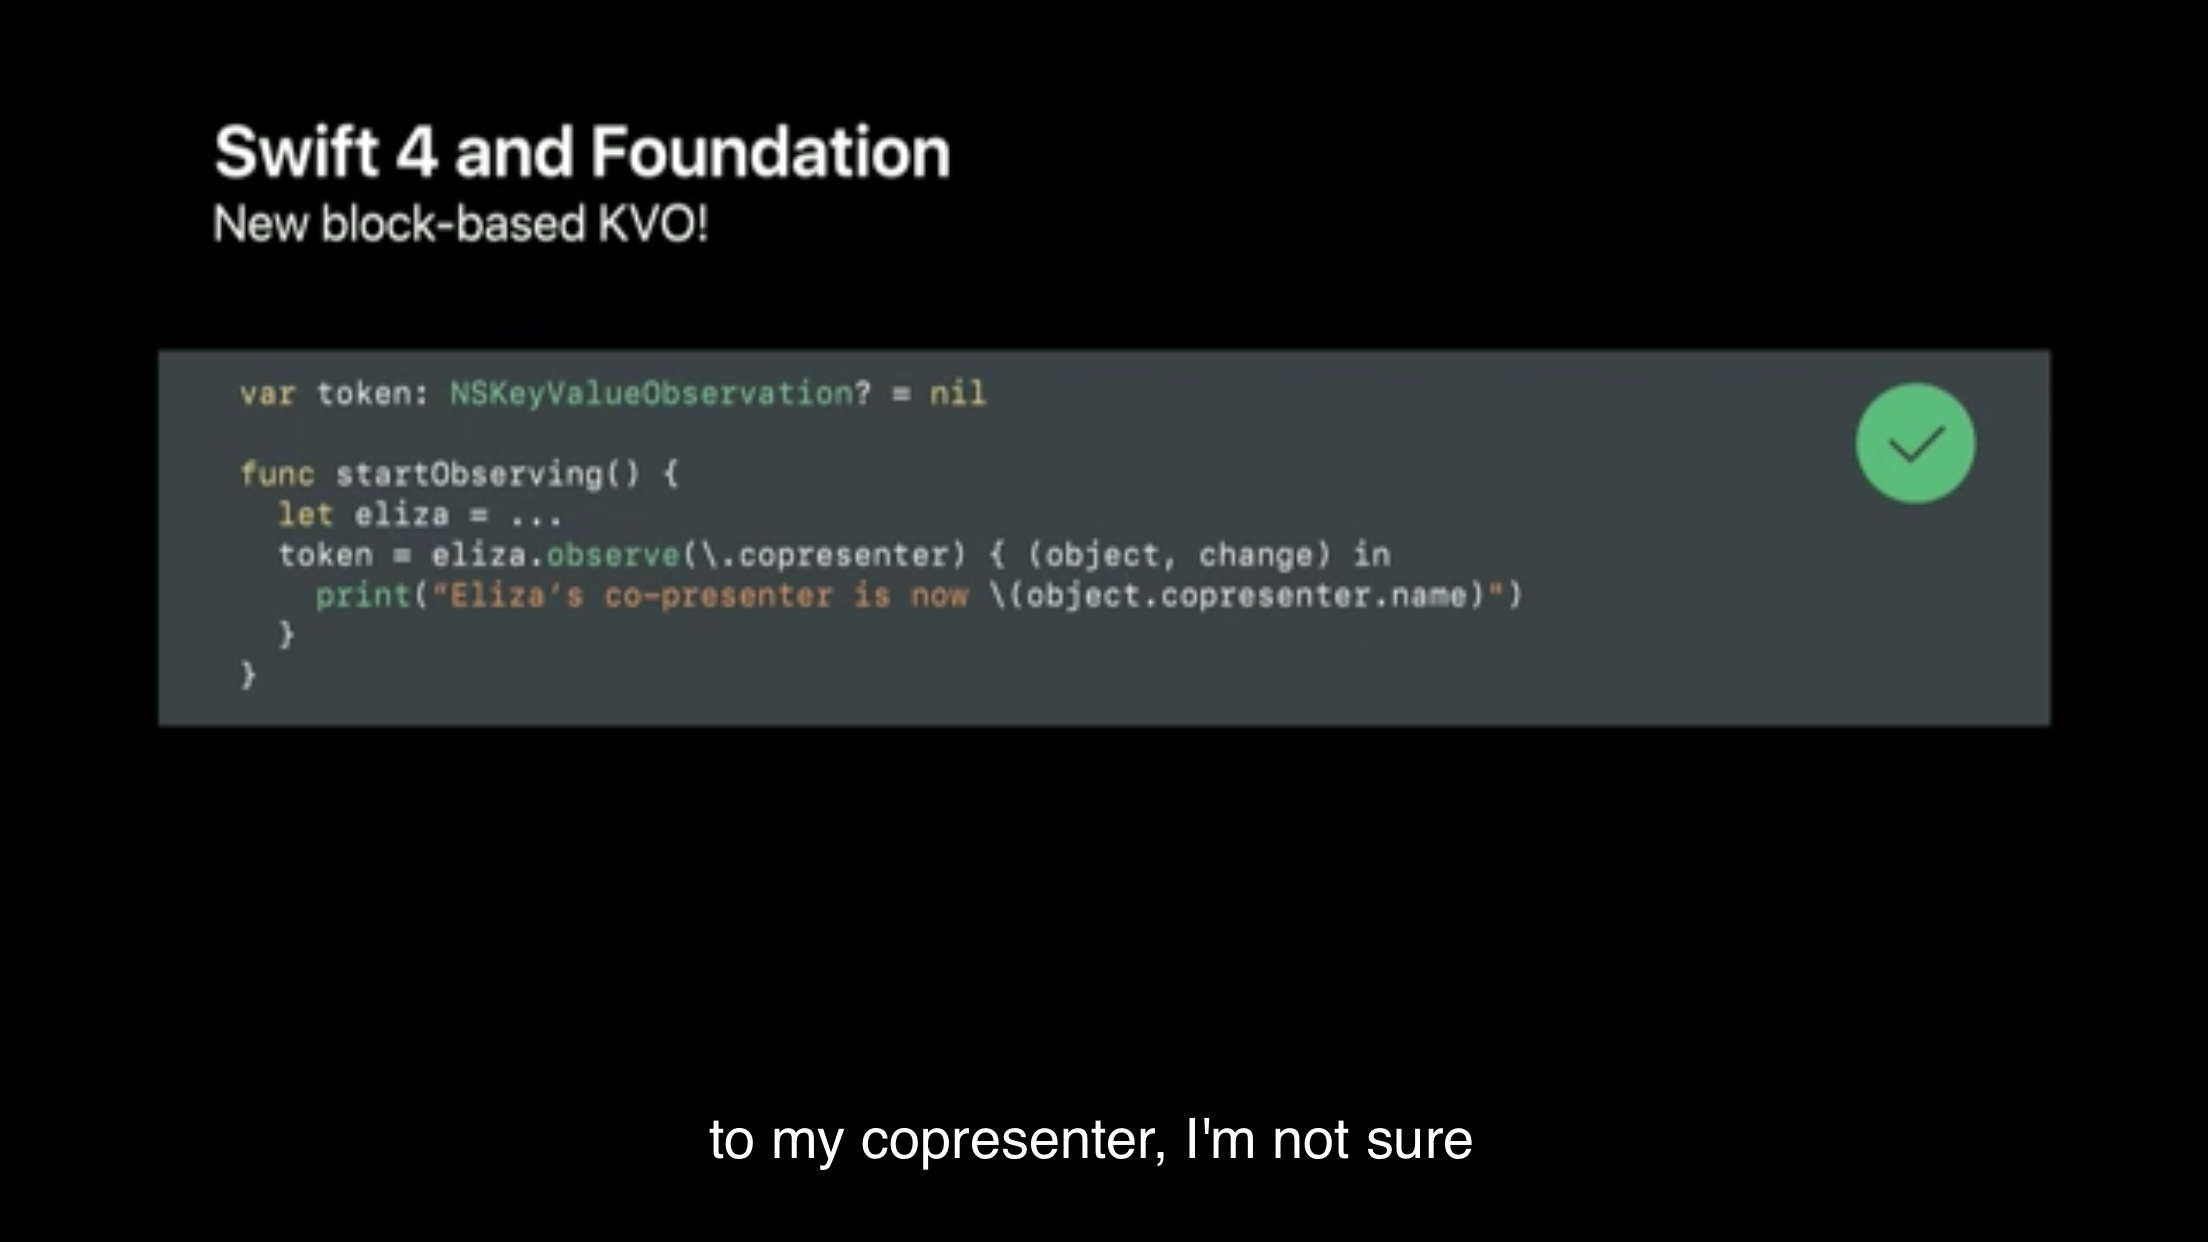 Swift 4 and Foundation
New block-based KVO!
var token: NSKeyValueObservation? = nil
func startObserving() {
let eliza = ...
token = eliza.observe(\.copresenter) { (object, change) in
print("Eliza's co-presenter is now \(object.copresenter.name)")
}
}
to my copresenter, I'm not sure